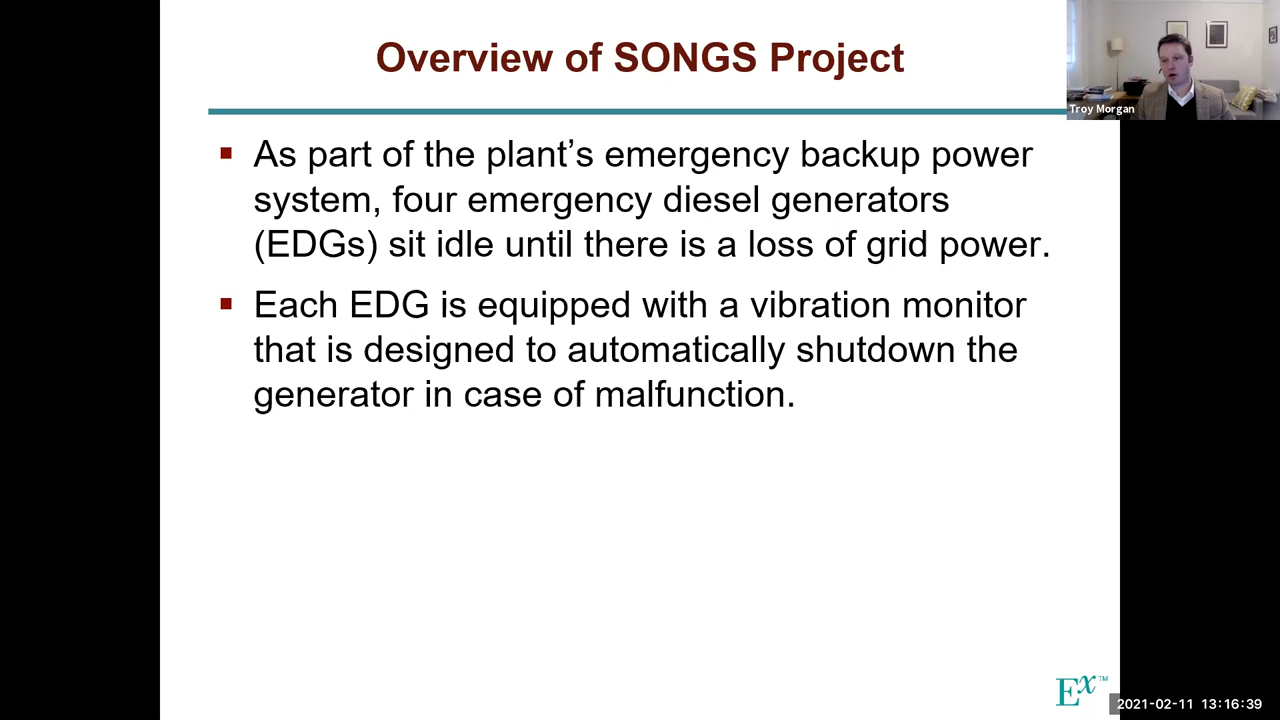 Overview of SONGS Project
Troy Morgan
▪ As part of the plant’s emergency backup power
system, four emergency diesel generators
(EDGs) sit idle until there is a loss of grid power.
▪ Each EDG is equipped with a vibration monitor
that is designed to automatically shutdown the
generator in case of malfunction.
Ex™
2021-02-11 13:16:39